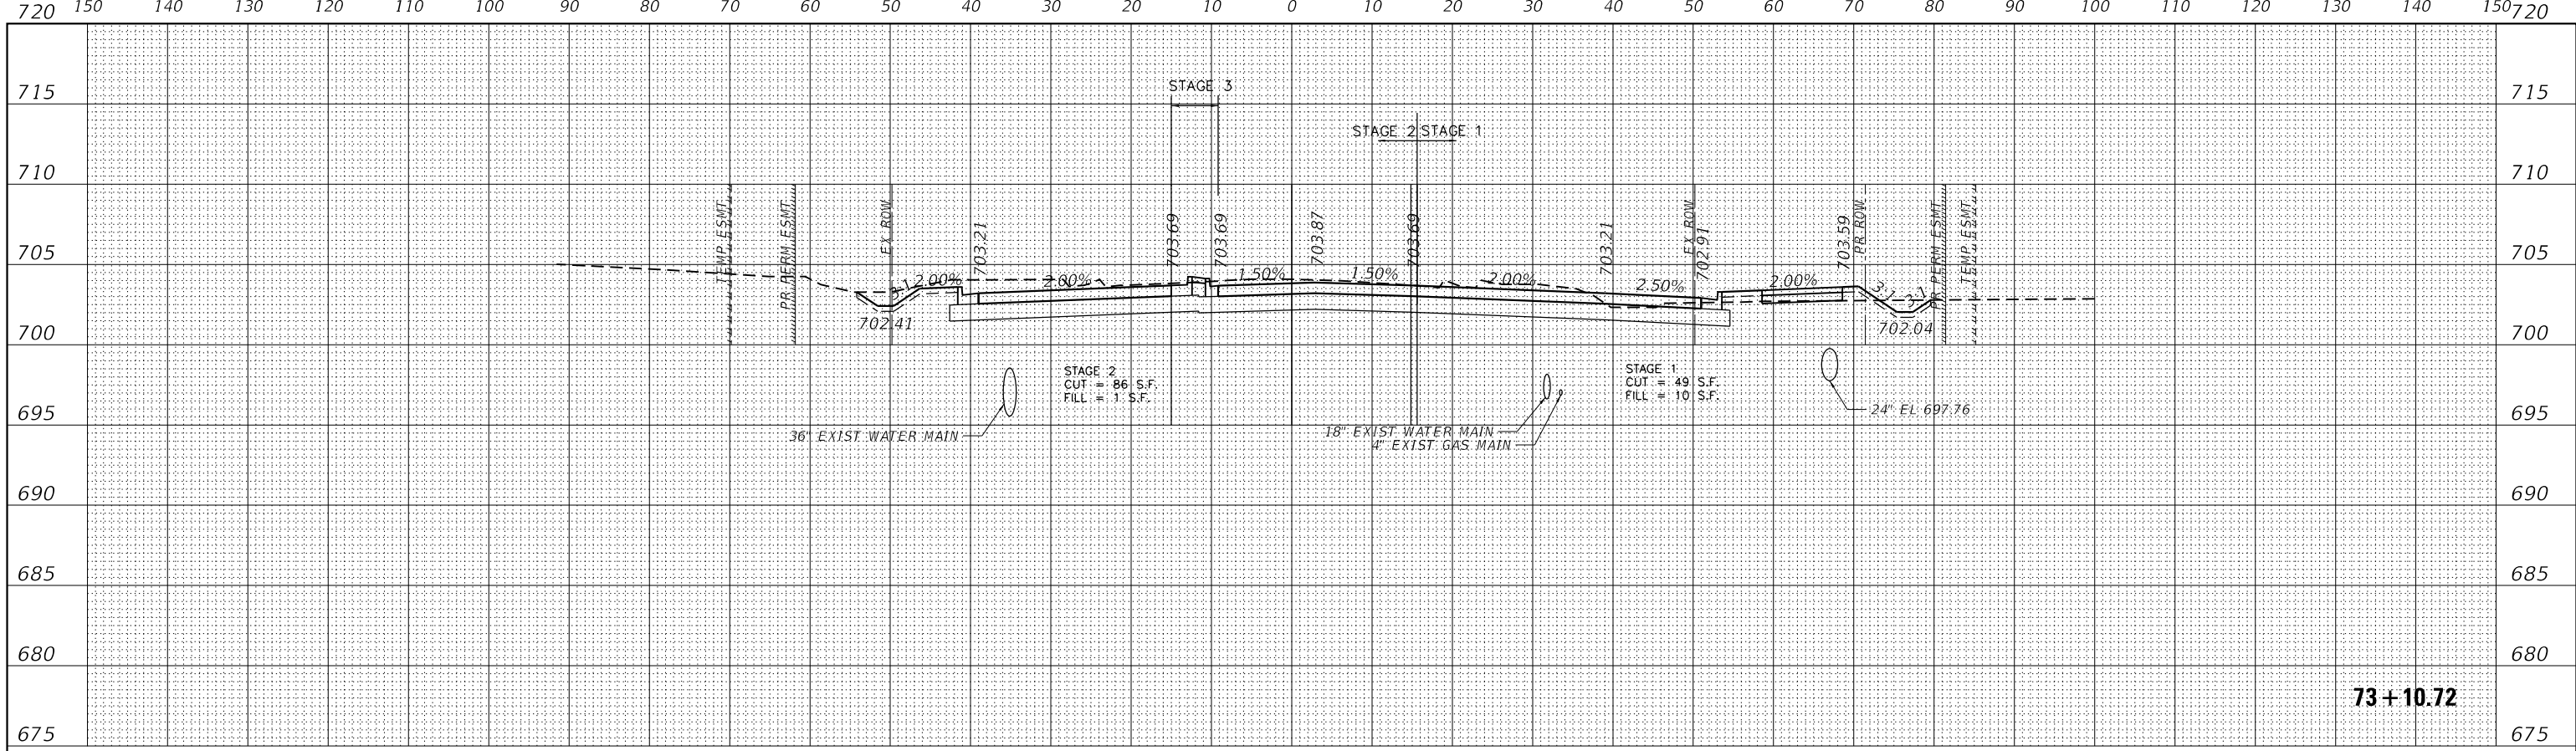 720 150 140 130 120 110 100 90 80 70 60 50 40 30 20 10 0 10 20 30 40 50 60 70 80 90 100 110 120 130 140 150 720
STAGE 3
715 715
STAGE 2 STAGE 1
710 710
TEMP ESMT
PR PERM ESMT
EX ROW
703.21
703.69
703.69
703.87
703.69
703.21
EX ROW
702.91
703.59
PR ROW
PR PERM ESMT
TEMP ESMT
705 705
3:1 2.00% 2.00% 1.50% 1.50% 2.00% 2.50% 2.00% 3:1 3:1
702.41 702.04
700 700
STAGE 2
CUT = 86 S.F.
FILL = 1 S.F.
STAGE 1
CUT = 49 S.F.
FILL = 10 S.F.
24" EL 697.76
695 695
36" EXIST WATER MAIN
18" EXIST WATER MAIN
4" EXIST GAS MAIN
690 690
685 685
680 680
73+10.72
675 675